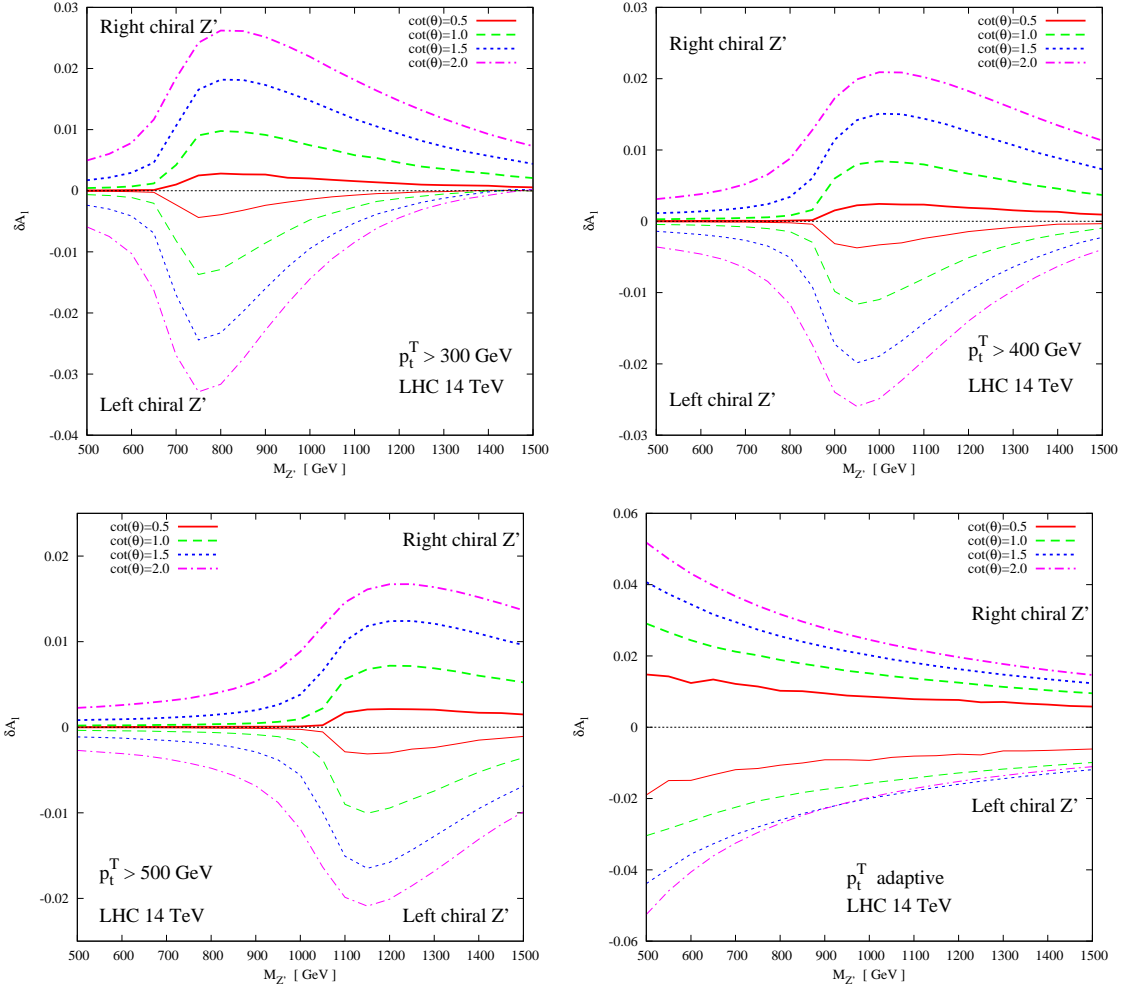 Right chiral Z’
cot(θ)=0.5
cot(θ)=1.0
cot(θ)=1.5
cot(θ)=2.0
0.03
0.02
0.01
0
-0.01
-0.02
-0.03
-0.04
δA_l
p_t^T > 300 GeV
LHC 14 TeV
Left chiral Z’
500 600 700 800 900 1000 1100 1200 1300 1400 1500
M_Z’ [ GeV ]
Right chiral Z’
cot(θ)=0.5
cot(θ)=1.0
cot(θ)=1.5
cot(θ)=2.0
0.03
0.02
0.01
0
-0.01
-0.02
-0.03
δA_l
p_t^T > 400 GeV
LHC 14 TeV
Left chiral Z’
500 600 700 800 900 1000 1100 1200 1300 1400 1500
M_Z’ [ GeV ]
cot(θ)=0.5
cot(θ)=1.0
cot(θ)=1.5
cot(θ)=2.0
Right chiral Z’
0.02
0.01
0
-0.01
-0.02
δA_l
p_t^T > 500 GeV
LHC 14 TeV
Left chiral Z’
500 600 700 800 900 1000 1100 1200 1300 1400 1500
M_Z’ [ GeV ]
cot(θ)=0.5
cot(θ)=1.0
cot(θ)=1.5
cot(θ)=2.0
Right chiral Z’
0.06
0.04
0.02
0
-0.02
-0.04
-0.06
δA_l
Left chiral Z’
p_t^T adaptive
LHC 14 TeV
500 600 700 800 900 1000 1100 1200 1300 1400 1500
M_Z’ [ GeV ]